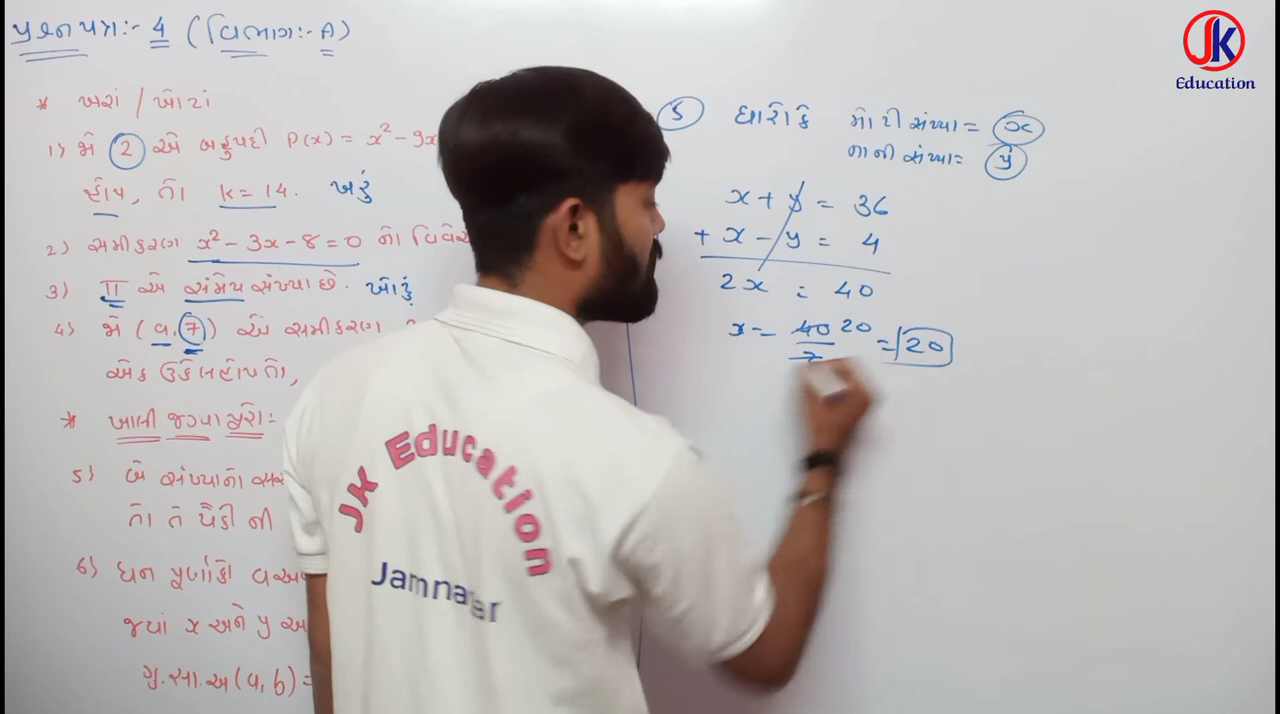 પ્રશ્નપત્ર:- 4 (વિભાગ:- A)
* ખરાં / ખોટાં
1) જો 2 એ બહુપદી P(x) = x² - 9x
હોય, તો k = 14. ખરું
2) સમીકરણ x² - 3x - 8 = 0 નો વિવે
3) π એ સંમેય સંખ્યા છે. ખોટું
4) જો (a, 7) એ સમીકરણ
એક ઉકેલ હોય તો,
* ખાલી જગ્યા પૂરો:-
5) બે સંખ્યાનો
તો તે પૈકી ની
6) ધન પૂર્ણાંકો a અને
જ્યાં x અને y અ
ગુ.સા.અ (a, b) =
5 ધારો કે મોટી સંખ્યા = x
નાની સંખ્યા = y
x + y = 36
+ x - y = 4
2x = 40
x = 40 20 = 20
2
JK Education
Jamnagar
JK
Education